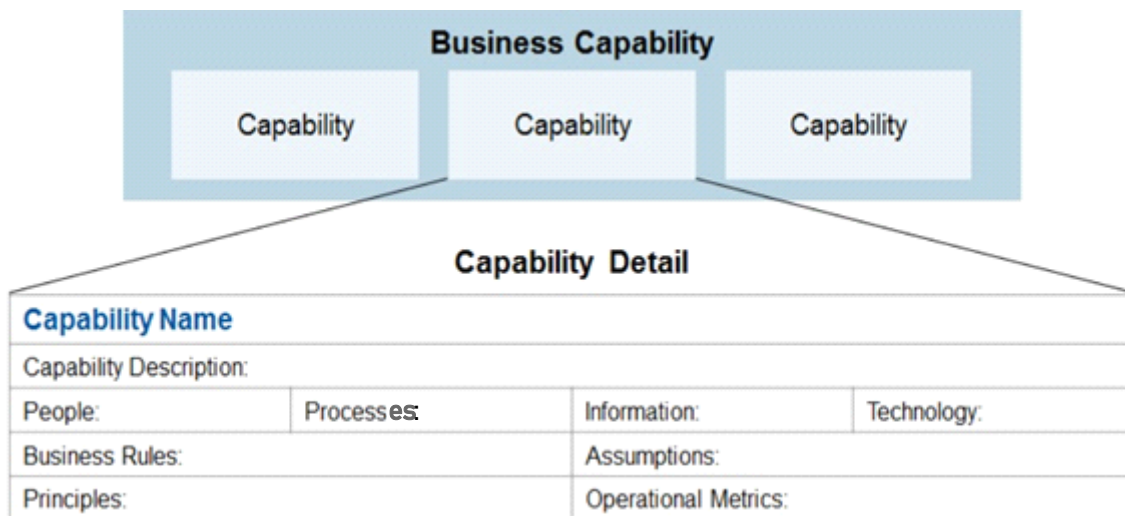 Business Capability
Capability Capability Capability
Capability Detail
Capability Name
Capability Description:
People: Processes: Information: Technology:
Business Rules: Assumptions:
Principles: Operational Metrics: